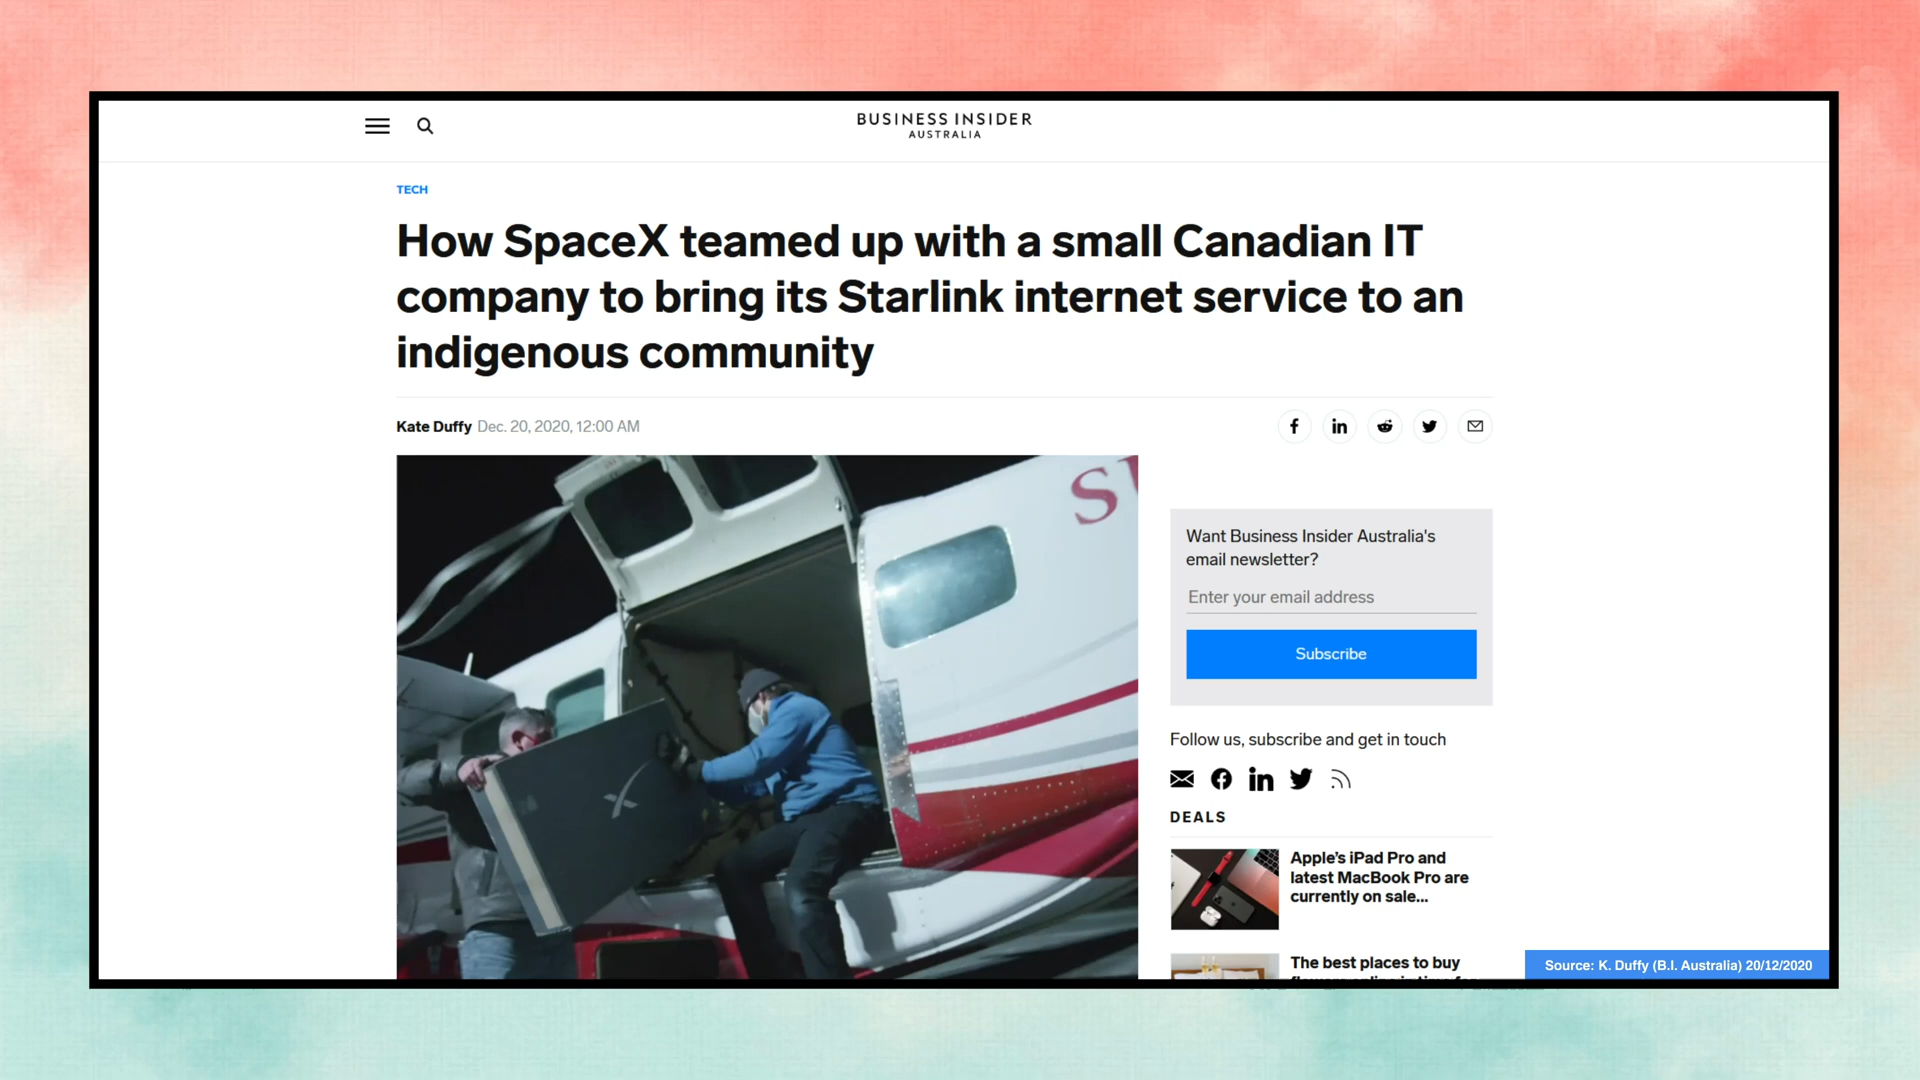 BUSINESS INSIDER
AUSTRALIA
TECH
How SpaceX teamed up with a small Canadian IT
company to bring its Starlink internet service to an
indigenous community
Kate Duffy Dec. 20, 2020, 12:00 AM
S
Want Business Insider Australia's
email newsletter?
Enter your email address
Subscribe
Follow us, subscribe and get in touch
DEALS
Apple's iPad Pro and
latest MacBook Pro are
currently on sale...
The best places to buy
Source: K. Duffy (B.I. Australia) 20/12/2020